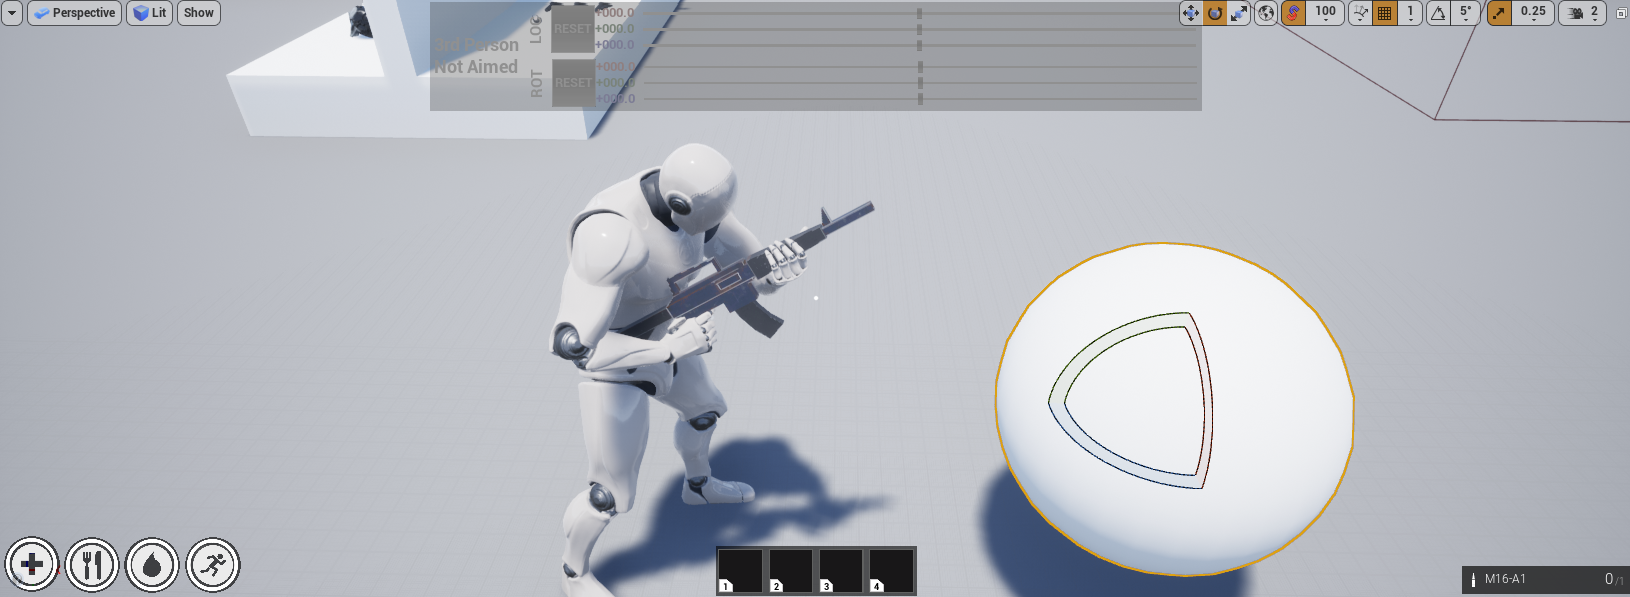 Perspective Lit Show
100 1 5° 0.25 2
3rd Person
Not Aimed
LOC
RESET
+000.0
+000.0
+000.0
ROT
RESET
+000.0
+000.0
+000.0
1 2 3 4
M16-A1 0/1